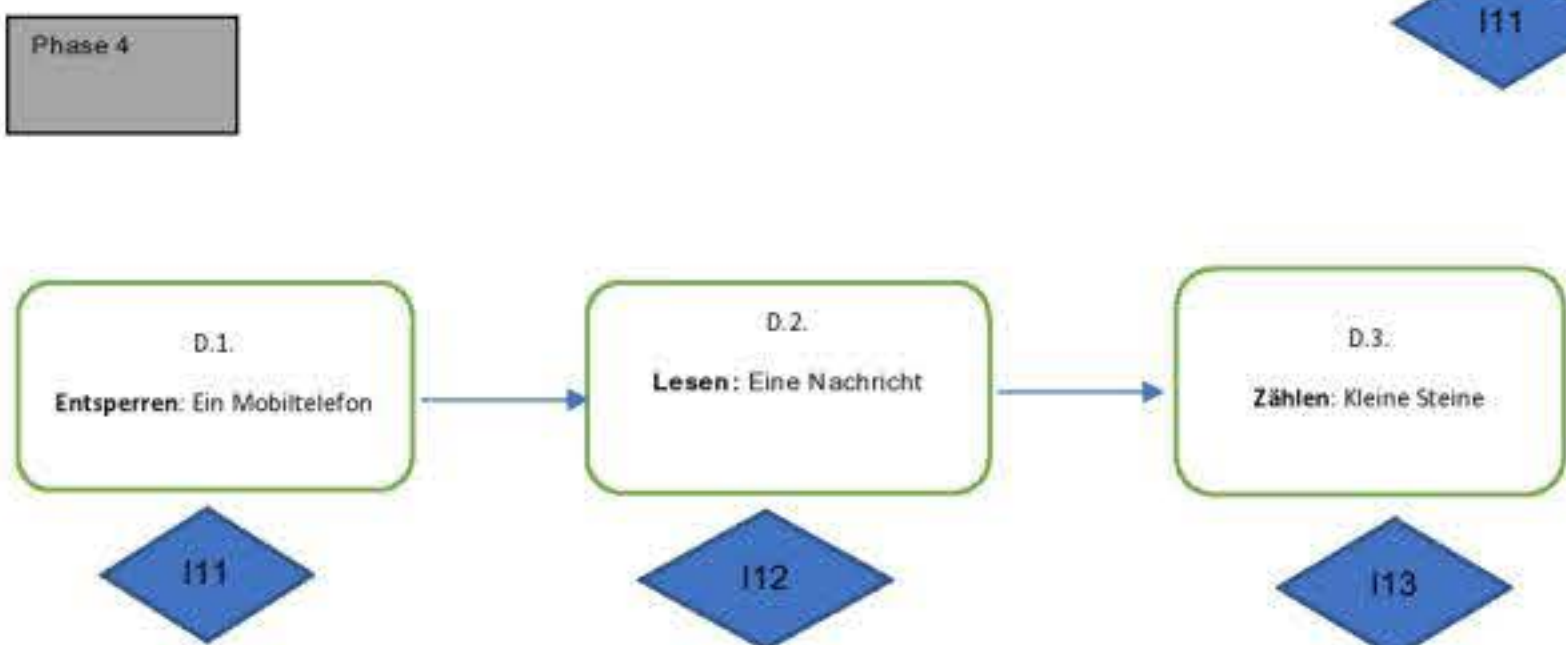 I11
Phase 4
D.1.
Entsperren: Ein Mobiltelefon
D.2.
Lesen: Eine Nachricht
D.3.
Zählen: Kleine Steine
I11
I12
I13